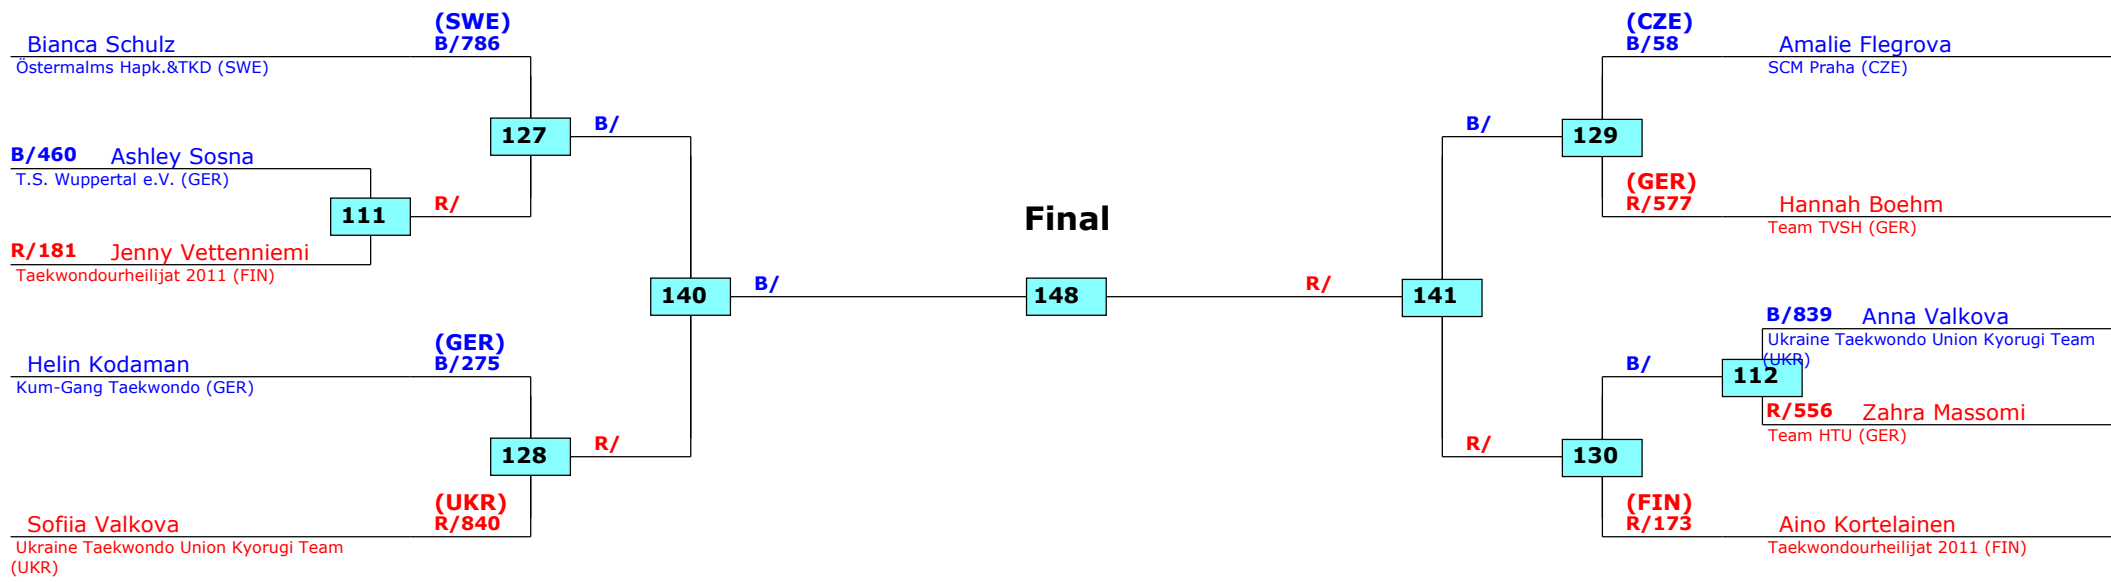 (SWE)
Bianca Schulz B/786
Östermalms Hapk.&TKD (SWE)
127
B/
B/460 Ashley Sosna
T.S. Wuppertal e.V. (GER)
111
R/
R/181 Jenny Vettenniemi
Taekwondourheilijat 2011 (FIN)
140
B/
(GER)
Helin Kodaman B/275
Kum-Gang Taekwondo (GER)
128
R/
(UKR)
Sofiia Valkova R/840
Ukraine Taekwondo Union Kyorugi Team
(UKR)
Final
148
(CZE)
B/58 Amalie Flegrova
SCM Praha (CZE)
B/
129
(GER)
R/577 Hannah Boehm
Team TVSH (GER)
R/
141
B/839 Anna Valkova
Ukraine Taekwondo Union Kyorugi Team
(UKR)
B/
112
R/556 Zahra Massomi
Team HTU (GER)
R/
130
(FIN)
R/173 Aino Kortelainen
Taekwondourheilijat 2011 (FIN)